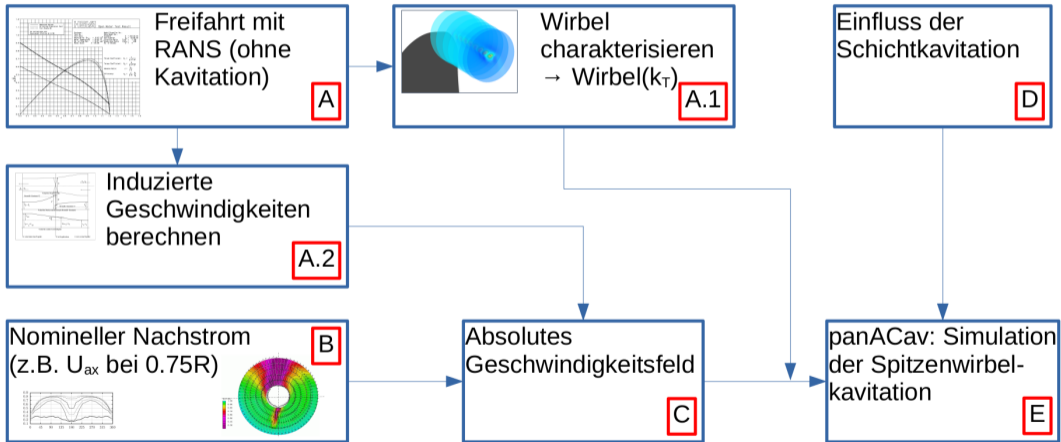 Freifahrt mit
RANS (ohne
Kavitation)
A
Wirbel
charakterisieren
→ Wirbel(kT)
A.1
Einfluss der
Schichtkavitation
D
Induzierte
Geschwindigkeiten
berechnen
A.2
Nomineller Nachstrom
(z.B. Uax bei 0.75R)
B
Absolutes
Geschwindigkeitsfeld
C
panACav: Simulation
der Spitzenwirbel-
kavitation
E